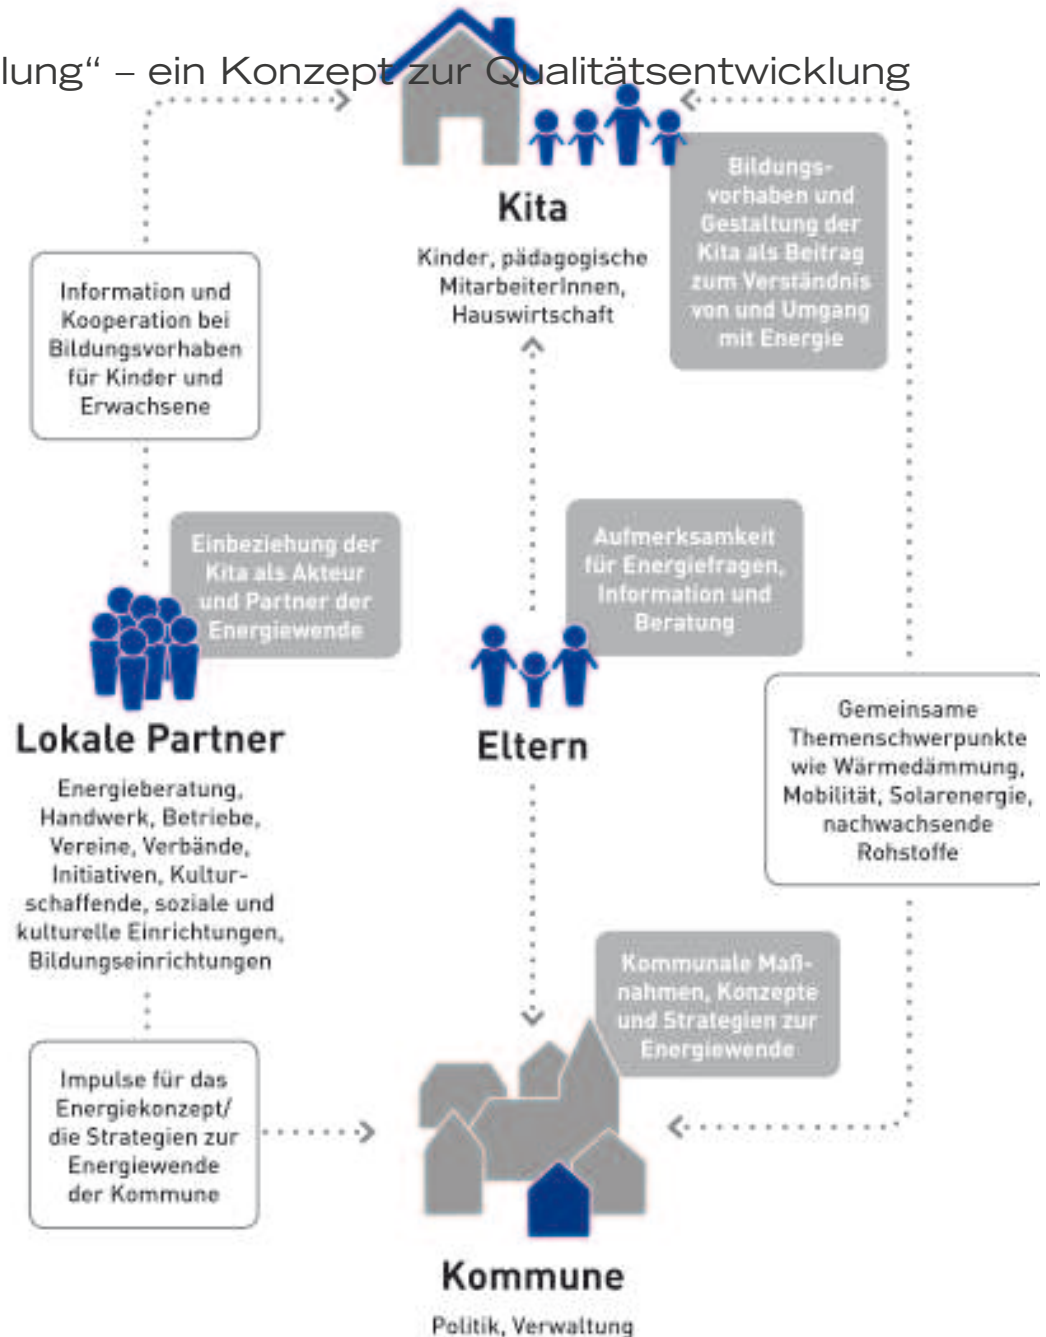 lung“ – ein Konzept zur Qualitätsentwicklung
Kita
Kinder, pädagogische
MitarbeiterInnen,
Hauswirtschaft
Bildungs-
vorhaben und
Gestaltung der
Kita als Beitrag
zum Verständnis
von und Umgang
mit Energie
Information und
Kooperation bei
Bildungsvorhaben
für Kinder und
Erwachsene
Einbeziehung der
Kita als Akteur
und Partner der
Energiewende
Aufmerksamkeit
für Energiefragen,
Information und
Beratung
Lokale Partner
Energieberatung,
Handwerk, Betriebe,
Vereine, Verbände,
Initiativen, Kultur-
schaffende, soziale und
kulturelle Einrichtungen,
Bildungseinrichtungen
Eltern
Gemeinsame
Themenschwerpunkte
wie Wärmedämmung,
Mobilität, Solarenergie,
nachwachsende
Rohstoffe
Kommunale Maß-
nahmen, Konzepte
und Strategien zur
Energiewende
Impulse für das
Energiekonzept/
die Strategien zur
Energiewende
der Kommune
Kommune
Politik, Verwaltung